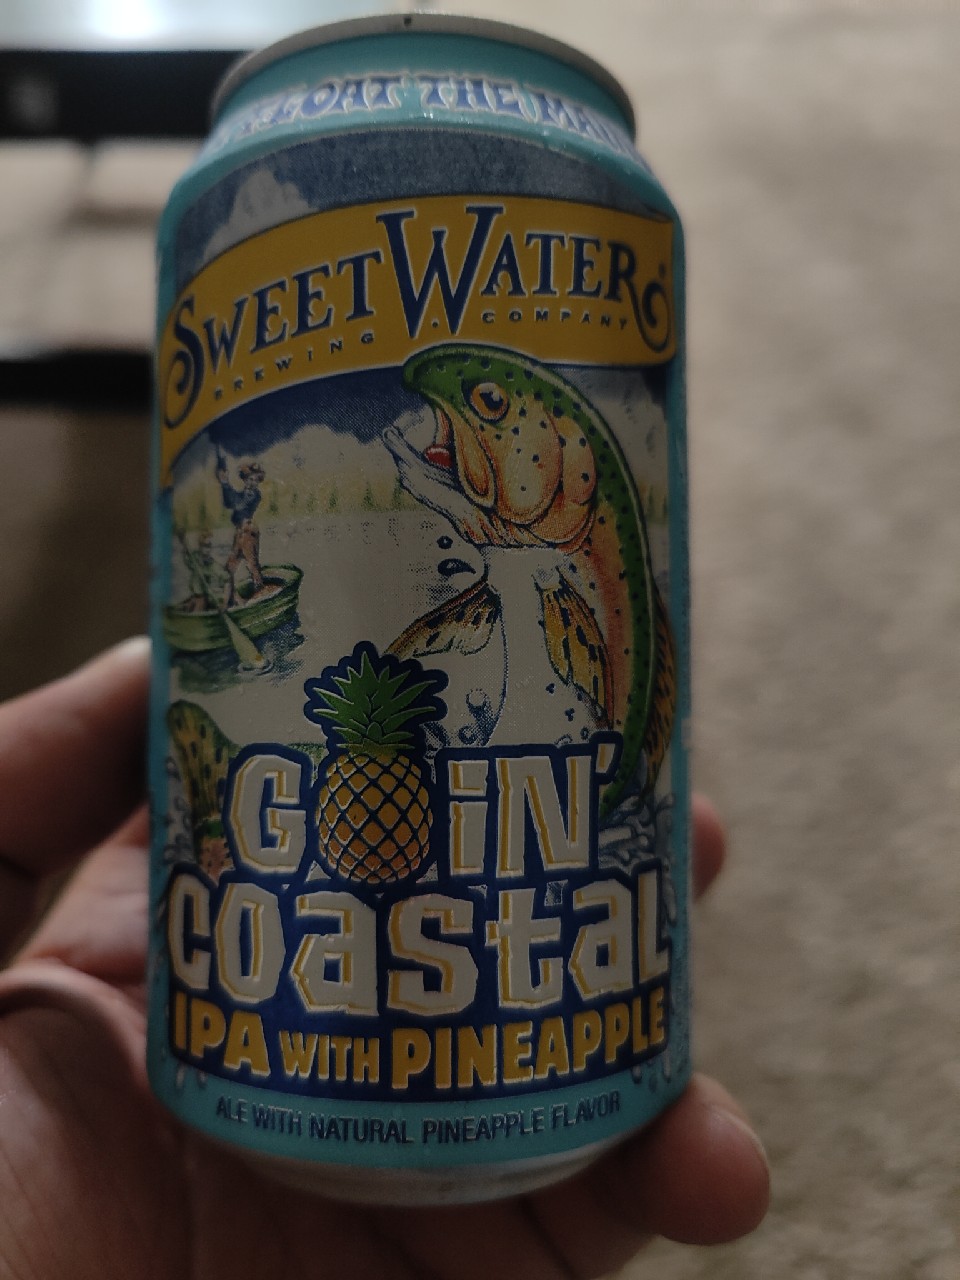 FLOAT THE MAIN
SWEETWATER
BREWING COMPANY
GOIN'
COASTAL
IPA WITH PINEAPPLE
ALE WITH NATURAL PINEAPPLE FLAVOR